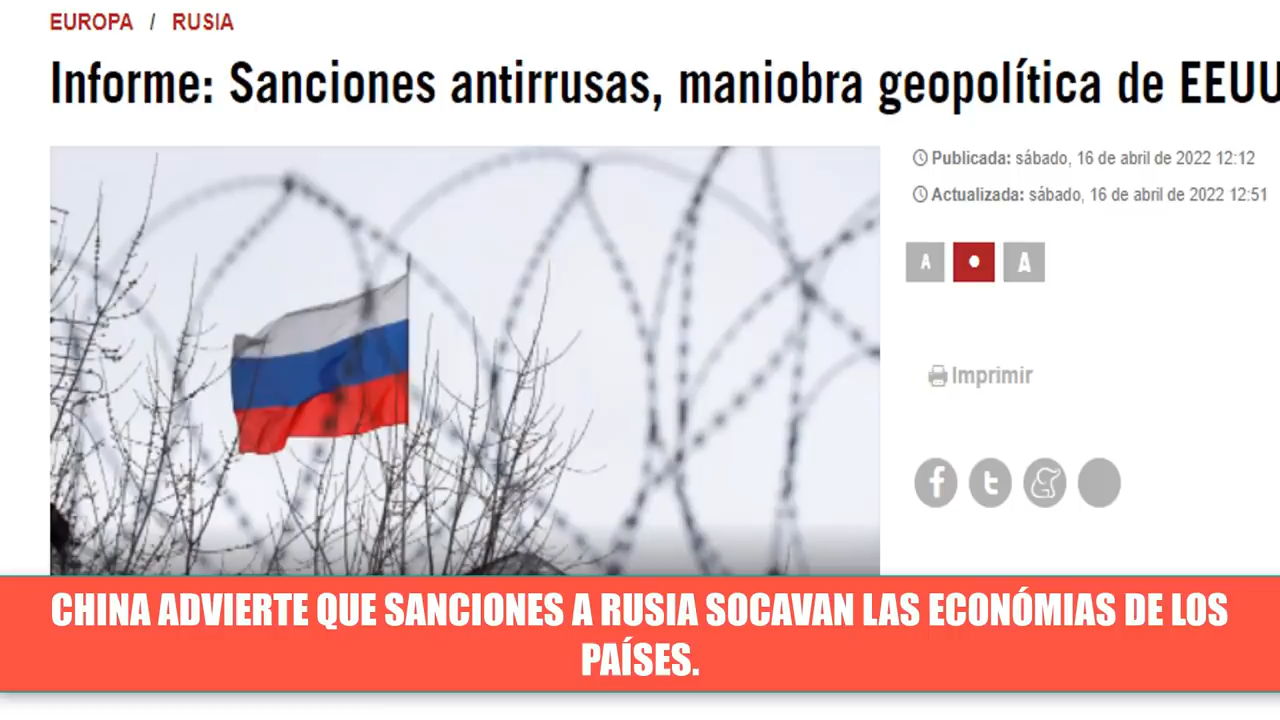 EUROPA / RUSIA
Informe: Sanciones antirrusas, maniobra geopolítica de EEUU
Publicada: sábado, 16 de abril de 2022 12:12
Actualizada: sábado, 16 de abril de 2022 12:51
A A
Imprimir
CHINA ADVIERTE QUE SANCIONES A RUSIA SOCAVAN LAS ECONÓMIAS DE LOS
PAÍSES.